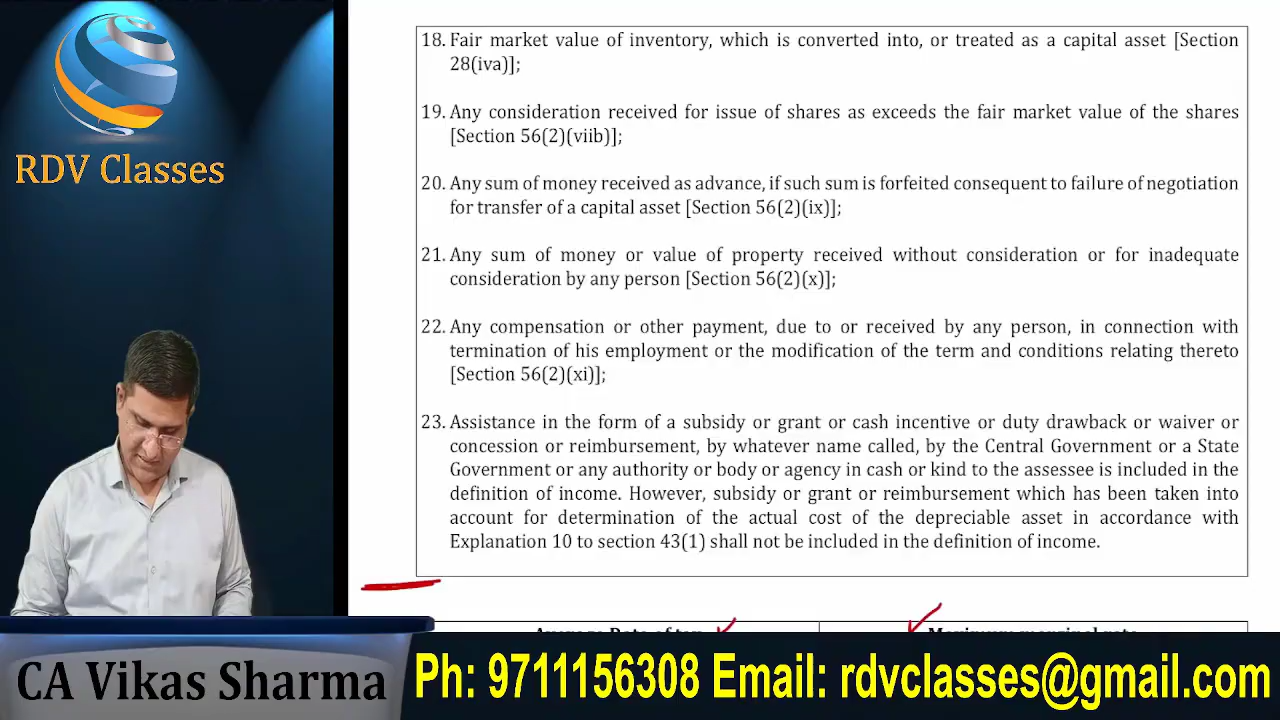 RDV Classes
18. Fair market value of inventory, which is converted into, or treated as a capital asset [Section
28(iva)];
19. Any consideration received for issue of shares as exceeds the fair market value of the shares
[Section 56(2)(viib)];
20. Any sum of money received as advance, if such sum is forfeited consequent to failure of negotiation
for transfer of a capital asset [Section 56(2)(ix)];
21. Any sum of money or value of property received without consideration or for inadequate
consideration by any person [Section 56(2)(x)];
22. Any compensation or other payment, due to or received by any person, in connection with
termination of his employment or the modification of the term and conditions relating thereto
[Section 56(2)(xi)];
23. Assistance in the form of a subsidy or grant or cash incentive or duty drawback or waiver or
concession or reimbursement, by whatever name called, by the Central Government or a State
Government or any authority or body or agency in cash or kind to the assessee is included in the
definition of income. However, subsidy or grant or reimbursement which has been taken into
account for determination of the actual cost of the depreciable asset in accordance with
Explanation 10 to section 43(1) shall not be included in the definition of income.
Average Rate of tax
Maximum marginal rate
CA Vikas Sharma
Ph: 9711156308 Email: rdvclasses@gmail.com